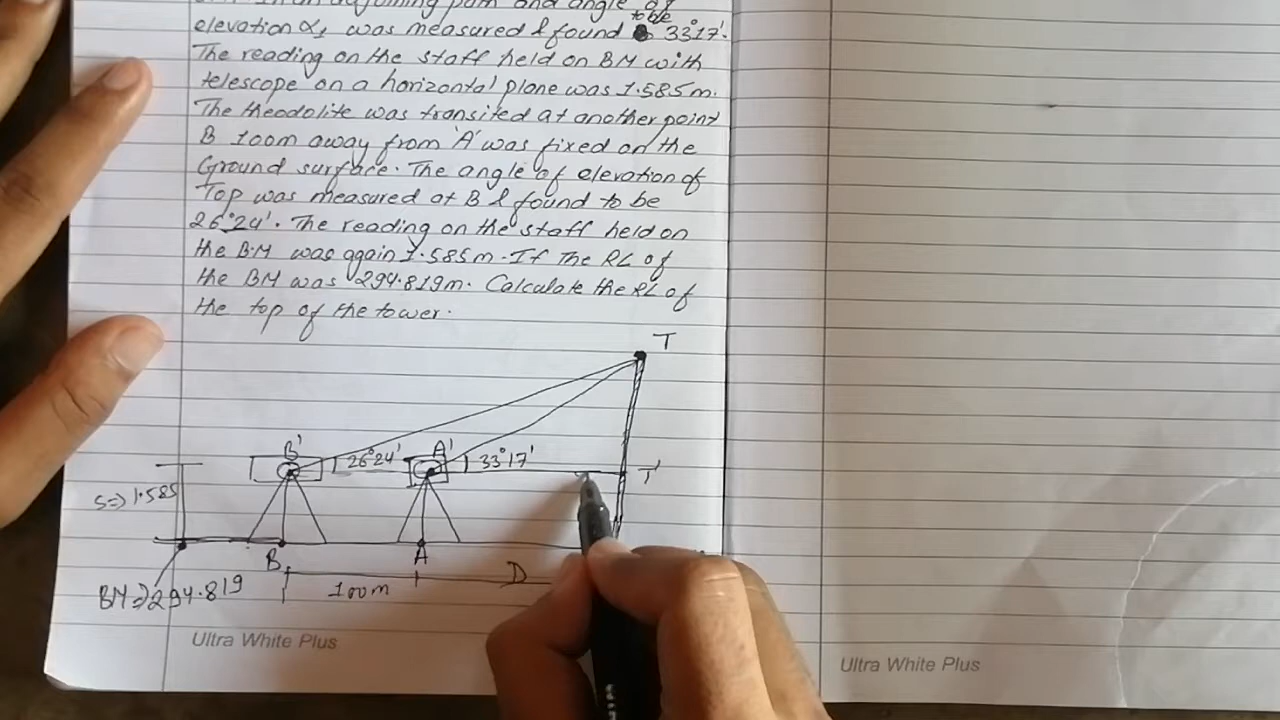 elevation α, was measured & found to be 33°17'.
The reading on the staff held on BM with
telescope on a horizontal plane was 1.585m.
The theodolite was transited at another point
B 100m away from 'A' was fixed on the
Ground surface. The angle of elevation of
Top was measured at B & found to be
26°24'. The reading on the staff held on
the B.M was again 1.585m. If The RL of
the BM was 294.819m. Calculate the RL of
the top of the tower.
T
B' 26°24' A' 33°17' T'
S=> 1.585
B A
BM=>294.819 100m D
Ultra White Plus
Ultra White Plus